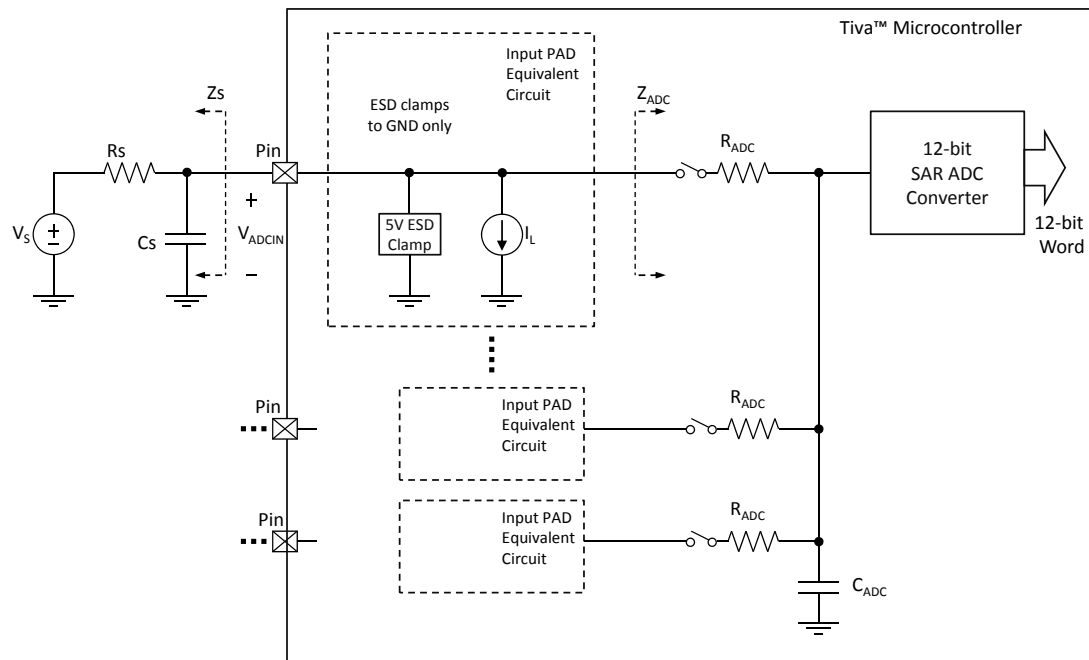 Tiva™ Microcontroller
Input PAD
Equivalent
Circuit
ESD clamps
to GND only
Zs
ZADC
Pin
Rs
RADC
12-bit
SAR ADC
Converter
VS
+
−
Cs
+
VADCIN
−
5V ESD
Clamp
IL
12-bit
Word
Pin
Input PAD
Equivalent
Circuit
RADC
Pin
Input PAD
Equivalent
Circuit
RADC
CADC